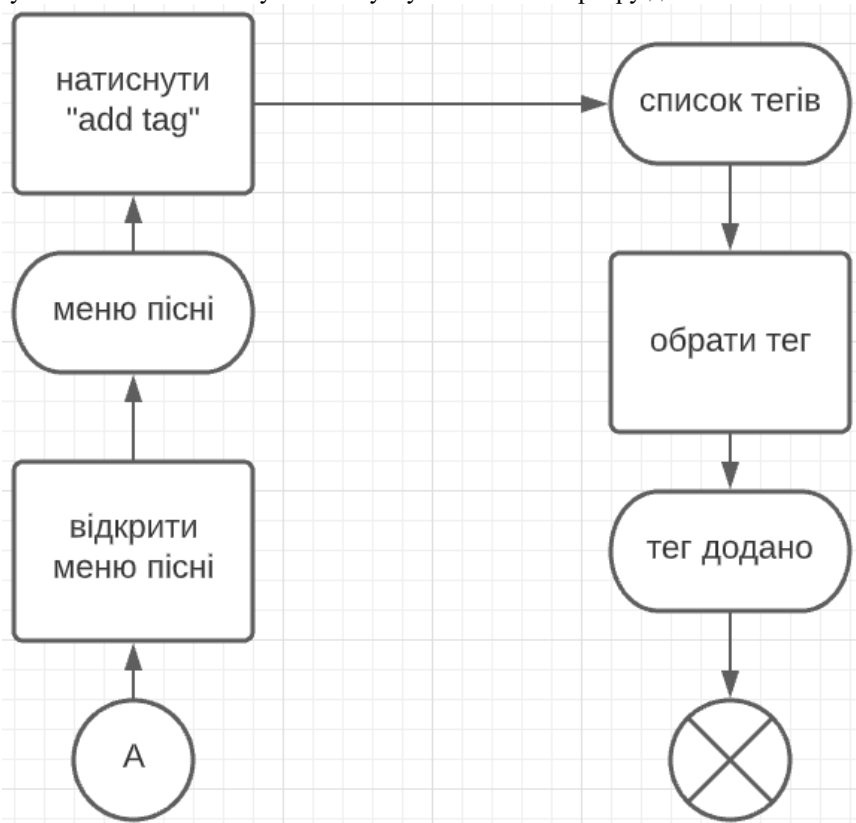 натиснути
"add tag"
список тегів
меню пісні
обрати тег
відкрити
меню пісні
тег додано
A